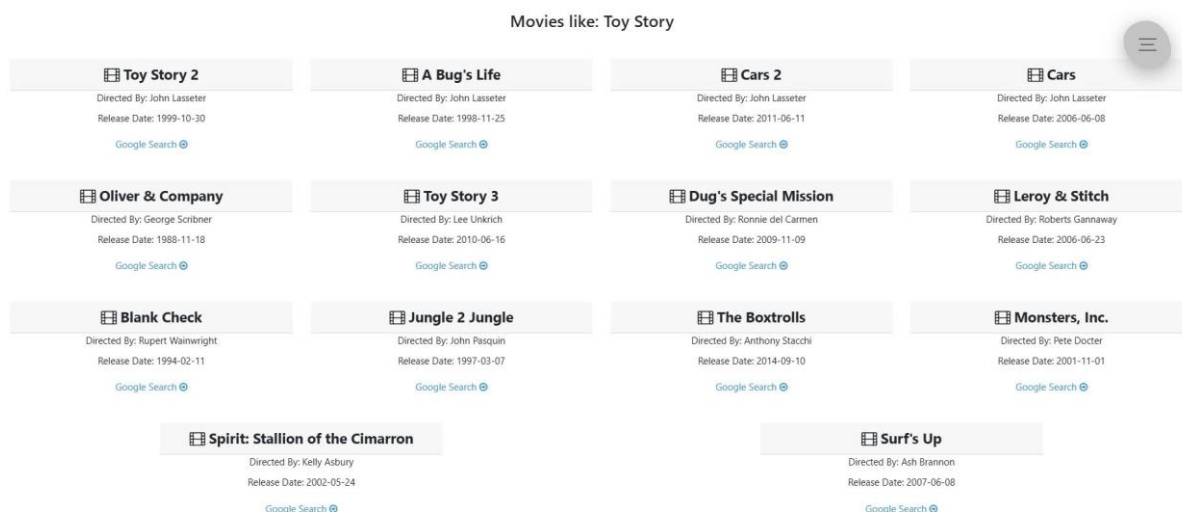 Movies like: Toy Story
Toy Story 2
Directed By: John Lasseter
Release Date: 1999-10-30
Google Search
A Bug's Life
Directed By: John Lasseter
Release Date: 1998-11-25
Google Search
Cars 2
Directed By: John Lasseter
Release Date: 2011-06-11
Google Search
Cars
Directed By: John Lasseter
Release Date: 2006-06-08
Google Search
Oliver & Company
Directed By: George Scribner
Release Date: 1988-11-18
Google Search
Toy Story 3
Directed By: Lee Unkrich
Release Date: 2010-06-16
Google Search
Dug's Special Mission
Directed By: Ronnie del Carmen
Release Date: 2009-11-09
Google Search
Leroy & Stitch
Directed By: Roberts Gannaway
Release Date: 2006-06-23
Google Search
Blank Check
Directed By: Rupert Wainwright
Release Date: 1994-02-11
Google Search
Jungle 2 Jungle
Directed By: John Pasquin
Release Date: 1997-03-07
Google Search
The Boxtrolls
Directed By: Anthony Stacchi
Release Date: 2014-09-10
Google Search
Monsters, Inc.
Directed By: Pete Docter
Release Date: 2001-11-01
Google Search
Spirit: Stallion of the Cimarron
Directed By: Kelly Asbury
Release Date: 2002-05-24
Google Search
Surf's Up
Directed By: Ash Brannon
Release Date: 2007-06-08
Google Search